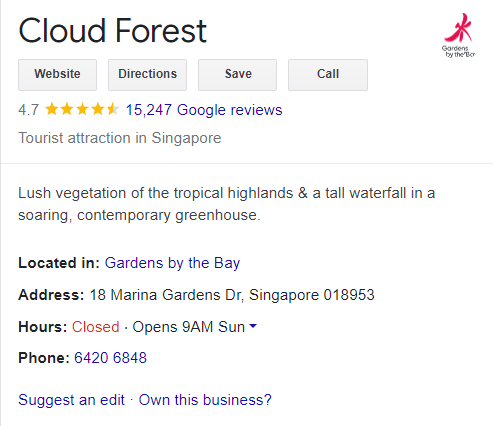 Cloud Forest
Gardens
by the Bay
Website
Directions
Save
Call
4.7 15,247 Google reviews
Tourist attraction in Singapore
Lush vegetation of the tropical highlands & a tall waterfall in a
soaring, contemporary greenhouse.
Located in: Gardens by the Bay
Address: 18 Marina Gardens Dr, Singapore 018953
Hours: Closed · Opens 9AM Sun
Phone: 6420 6848
Suggest an edit · Own this business?